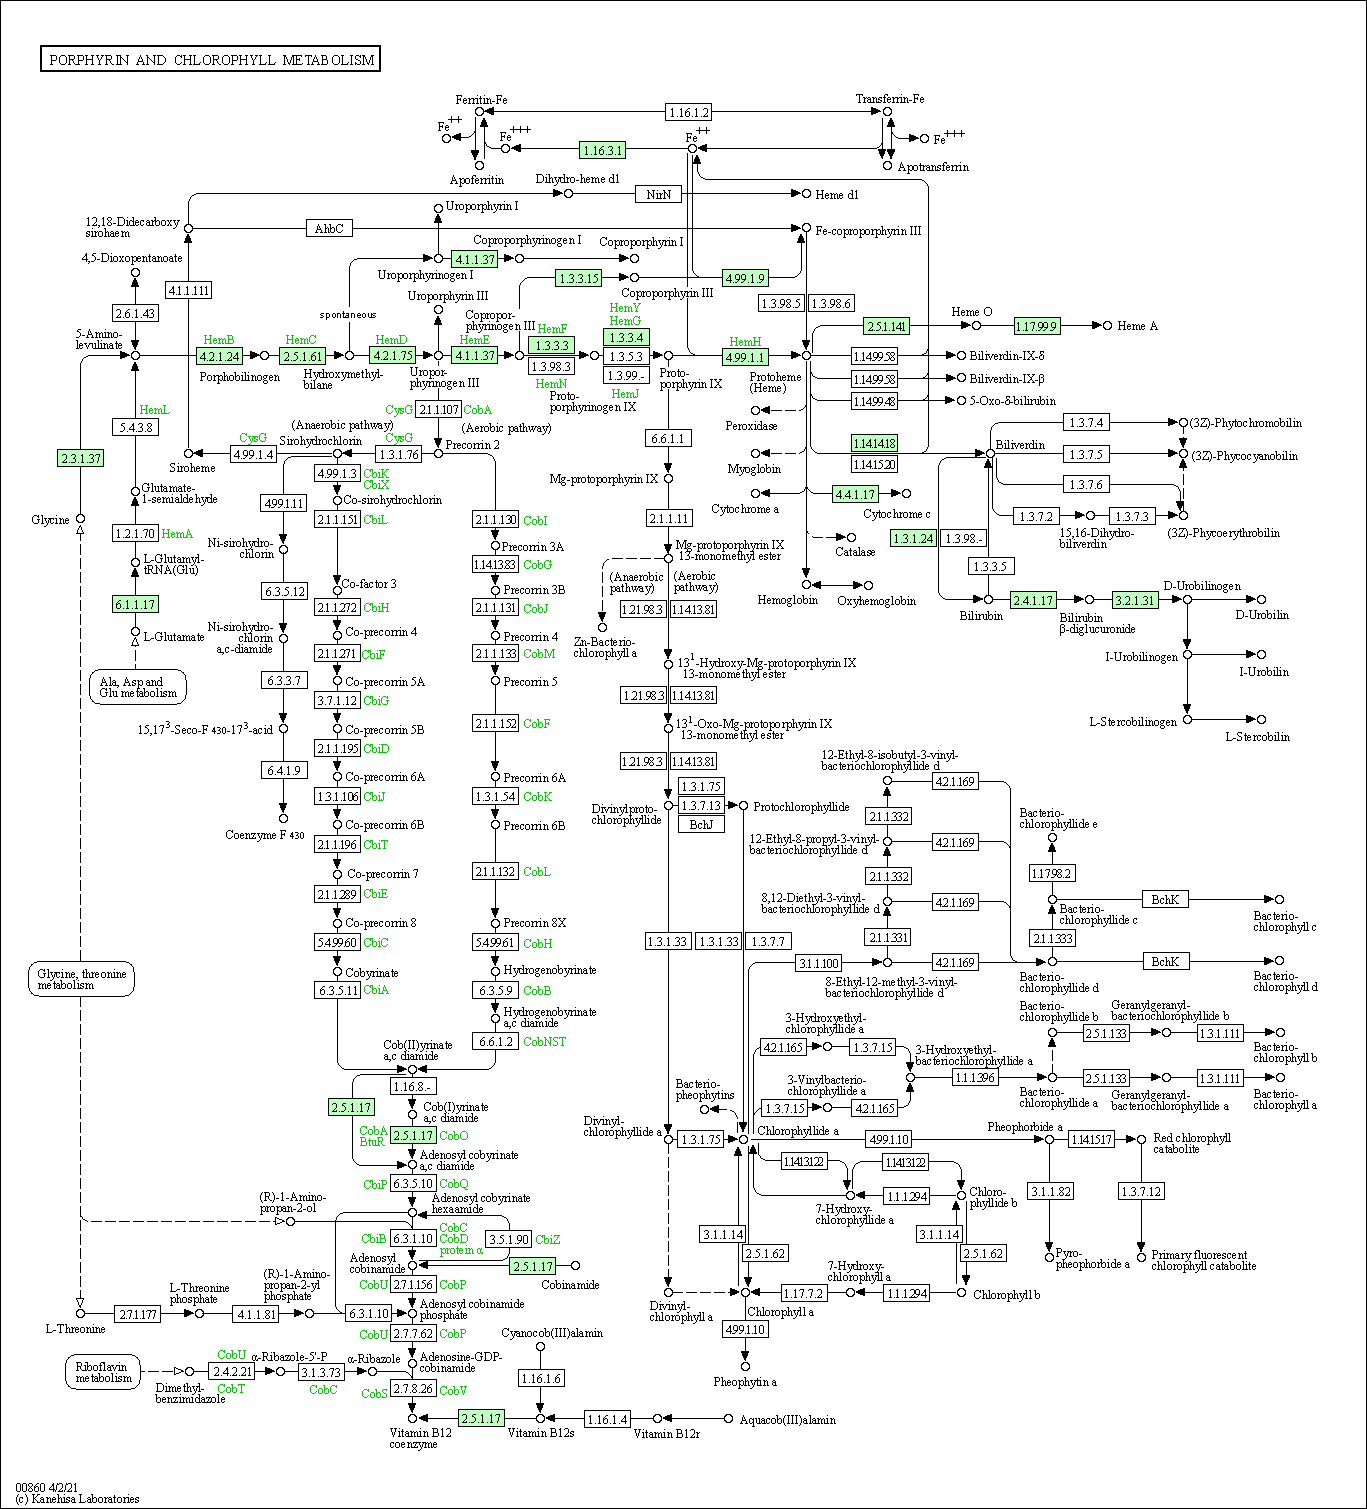 PORPHYRIN AND CHLOROPHYLL METABOLISM
Ferritin-Fe
1.16.1.2
Transferrin-Fe
Fe++
Fe+++
1.16.3.1
Fe++
Fe+++
Apoferritin
Apotransferrin
Dihydro-heme d1
NirN
Heme d1
Uroporphyrin I
12,18-Didecarboxy
sirohaem
AhbC
Fe-coproporphyrin III
Coproporphyrinogen I
Coproporphyrin I
4,5-Dioxopentanoate
4.1.1.37
Uroporphyrinogen I
1.3.3.15
4.99.1.9
Coproporphyrin III
4.1.1.111
Uroporphyrin III
1.3.98.5
1.3.98.6
2.6.1.43
spontaneous
Copropor-
phyrinogen III
HemY
HemG
Heme O
5-Amino-
levulinate
HemB
HemC
HemD
HemE
HemF
HemH
2.5.1.141
1.17.99.9
Heme A
4.2.1.24
2.5.1.61
4.2.1.75
4.1.1.37
1.3.3.3
1.3.98.3
HemN
1.3.3.4
1.3.5.3
1.3.99.-
HemJ
4.99.1.1
1.14.99.58
Biliverdin-IX-δ
Porphobilinogen
Hydroxymethyl-
bilane
Uropor-
phyrinogen III
Proto-
porphyrinogen IX
Proto-
porphyrin IX
Protoheme
(Heme)
1.14.99.58
Biliverdin-IX-β
1.14.99.48
5-Oxo-δ-bilirubin
HemL
CysG
2.1.1.107
CobA
Peroxidase
5.4.3.8
(Anaerobic pathway)
(Aerobic pathway)
1.3.7.4
(3Z)-Phytochromobilin
CysG
Sirohydrochlorin
CysG
Precorrin 2
6.6.1.1
1.14.14.18
Biliverdin
2.3.1.37
Siroheme
4.99.1.4
1.3.1.76
Myoglobin
1.14.15.20
1.3.7.5
(3Z)-Phycocyanobilin
4.99.1.3
CbiK
CbiX
Mg-protoporphyrin IX
1.3.7.6
Glutamate-
1-semialdehyde
4.99.1.11
Co-sirohydrochlorin
Cytochrome a
4.4.1.17
Cytochrome c
Glycine
1.2.1.70
HemA
2.1.1.151
CbiL
2.1.1.130
CobI
2.1.1.11
1.3.7.2
1.3.7.3
15,16-Dihydro-
biliverdin
(3Z)-Phycoerythrobilin
Ni-sirohydro-
chlorin
Precorrin 3A
Mg-protoporphyrin IX
13-monomethyl ester
Catalase
1.3.1.24
1.3.98.-
L-Glutamyl-
tRNA(Glu)
1.14.13.83
CobG
1.3.3.5
6.3.5.12
Co-factor 3
Precorrin 3B
(Anaerobic
pathway)
(Aerobic
pathway)
Hemoglobin
Oxyhemoglobin
D-Urobilinogen
6.1.1.17
2.1.1.272
CbiH
2.1.1.131
CobJ
1.21.98.3
1.14.13.81
Bilirubin
2.4.1.17
Bilirubin
β-diglucuronide
3.2.1.31
D-Urobilin
L-Glutamate
Ni-sirohydro-
chlorin
a,c-diamide
Co-precorrin 4
Precorrin 4
Zn-Bacterio-
chlorophyll a
2.1.1.271
CbiF
2.1.1.133
CobM
13¹-Hydroxy-Mg-protoporphyrin IX
13-monomethyl ester
I-Urobilinogen
I-Urobilin
Ala, Asp and
Glu metabolism
6.3.3.7
Co-precorrin 5A
Precorrin 5
3.7.1.12
CbiG
1.21.98.3
1.14.13.81
15,17³-Seco-F 430-17³-acid
Co-precorrin 5B
2.1.1.152
CobF
13¹-Oxo-Mg-protoporphyrin IX
13-monomethyl ester
L-Stercobilinogen
L-Stercobilin
2.1.1.195
CbiD
1.21.98.3
1.14.13.81
12-Ethyl-8-isobutyl-3-vinyl-
bacteriochlorophyllide d
4.2.1.169
6.4.1.9
Co-precorrin 6A
Precorrin 6A
1.3.1.75
1.3.1.106
CbiJ
1.3.1.54
CobK
Divinylproto-
chlorophyllide
1.3.7.13
BchJ
Protochlorophyllide
2.1.1.332
Bacterio-
chlorophyllide e
Coenzyme F 430
Co-precorrin 6B
Precorrin 6B
12-Ethyl-8-propyl-3-vinyl-
bacteriochlorophyllide d
4.2.1.169
2.1.1.196
CbiT
2.1.1.132
CobL
2.1.1.332
1.17.98.2
Co-precorrin 7
8,12-Diethyl-3-vinyl-
bacteriochlorophyllide d
4.2.1.169
BchK
2.1.1.289
CbiE
Bacterio-
chlorophyllide c
Bacterio-
chlorophyll c
Co-precorrin 8
Precorrin 8X
5.4.99.60
CbiC
5.4.99.61
CobH
1.3.1.33
1.3.1.33
1.3.7.7
2.1.1.331
2.1.1.333
Cobyrinate
Hydrogenobyrinate
3.1.1.100
4.2.1.169
BchK
Glycine, threonine
metabolism
6.3.5.11
CbiA
6.3.5.9
CobB
8-Ethyl-12-methyl-3-vinyl-
bacteriochlorophyllide d
Bacterio-
chlorophyllide d
Bacterio-
chlorophyll d
Hydrogenobyrinate
a,c diamide
3-Hydroxyethyl-
chlorophyllide a
Bacterio-
chlorophyllide b
Geranylgeranyl-
bacteriochlorophyllide b
6.6.1.2
CobNST
4.2.1.165
1.3.7.15
3-Hydroxyethyl-
bacteriochlorophyllide a
2.5.1.133
1.3.1.111
Bacterio-
chlorophyll b
Cob(II)yrinate
a,c diamide
1.16.8.-
Bacterio-
pheophytins
3-Vinylbacterio-
chlorophyllide a
1.1.1.396
2.5.1.133
1.3.1.111
2.5.1.17
Cob(I)yrinate
a,c diamide
1.3.7.15
4.2.1.165
Bacterio-
chlorophyllide a
Geranylgeranyl-
bacteriochlorophyllide a
Bacterio-
chlorophyll a
CobA
BtuR
2.5.1.17
CobO
Divinyl-
chlorophyllide a
1.3.1.75
Chlorophyllide a
4.99.1.10
Pheophorbide a
1.14.15.17
Red chlorophyll
catabolite
Adenosyl cobyrinate
a,c diamide
1.14.13.122
1.14.13.122
CbiP
6.3.5.10
CobQ
3.1.1.82
1.3.7.12
(R)-1-Amino-
propan-2-ol
Adenosyl cobyrinate
hexaamide
7-Hydroxy-
chlorophyllide a
1.1.1.294
Chloro-
phyllide b
CbiB
6.3.1.10
CobC
CobD
protein α
3.5.1.90
CbiZ
3.1.1.14
2.5.1.62
3.1.1.14
2.5.1.62
Adenosyl
cobinamide
2.5.1.17
Cobinamide
Pyro-
pheophorbide a
Primary fluorescent
chlorophyll catabolite
L-Threonine
phosphate
(R)-1-Amino-
propan-2-yl
phosphate
CobU
2.7.1.156
CobP
7-Hydroxy-
chlorophyll a
L-Threonine
2.7.1.177
4.1.1.81
6.3.1.10
Adenosyl cobinamide
phosphate
Divinyl-
chlorophyll a
Chlorophyll a
1.17.7.2
1.1.1.294
Chlorophyll b
CobU
2.7.7.62
CobP
Cyanocob(III)alamin
4.99.1.10
Riboflavin
metabolism
CobU
2.4.2.21
CobT
α-Ribazole-5'-P
3.1.3.73
CobC
α-Ribazole
Adenosine-GDP-
cobinamide
1.16.1.6
Pheophytin a
Dimethyl-
benzimidazole
CobS
2.7.8.26
CobV
2.5.1.17
1.16.1.4
Aquacob(III)alamin
Vitamin B12
coenzyme
Vitamin B12s
Vitamin B12r
00860 4/2/21
(c) Kanehisa Laboratories